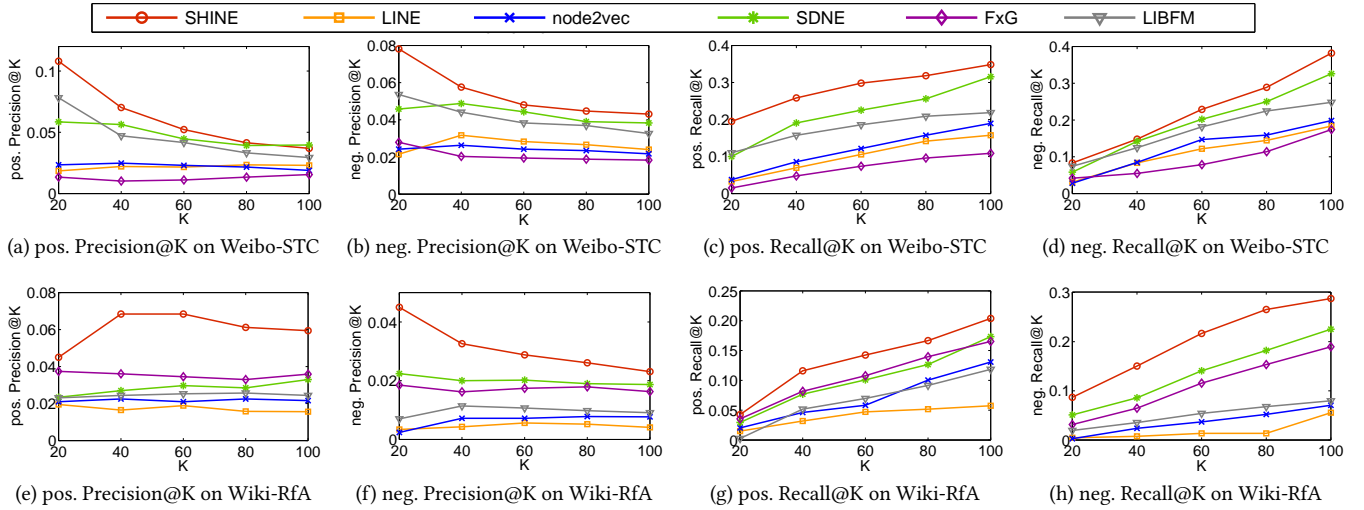 SHINE LINE node2vec SDNE FxG LIBFM
pos. Precision@K
0.1
0.05
0
20 40 60 80 100
K
(a) pos. Precision@K on Weibo-STC
neg. Precision@K
0.08
0.06
0.04
0.02
0
20 40 60 80 100
K
(b) neg. Precision@K on Weibo-STC
pos. Recall@K
0.4
0.3
0.2
0.1
0
20 40 60 80 100
K
(c) pos. Recall@K on Weibo-STC
neg. Recall@K
0.4
0.3
0.2
0.1
0
20 40 60 80 100
K
(d) neg. Recall@K on Weibo-STC
pos. Precision@K
0.08
0.06
0.04
0.02
0
20 40 60 80 100
K
(e) pos. Precision@K on Wiki-RfA
neg. Precision@K
0.04
0.02
0
20 40 60 80 100
K
(f) neg. Precision@K on Wiki-RfA
pos. Recall@K
0.25
0.20
0.15
0.10
0.05
0
20 40 60 80 100
K
(g) pos. Recall@K on Wiki-RfA
neg. Recall@K
0.3
0.2
0.1
0
20 40 60 80 100
K
(h) neg. Recall@K on Wiki-RfA